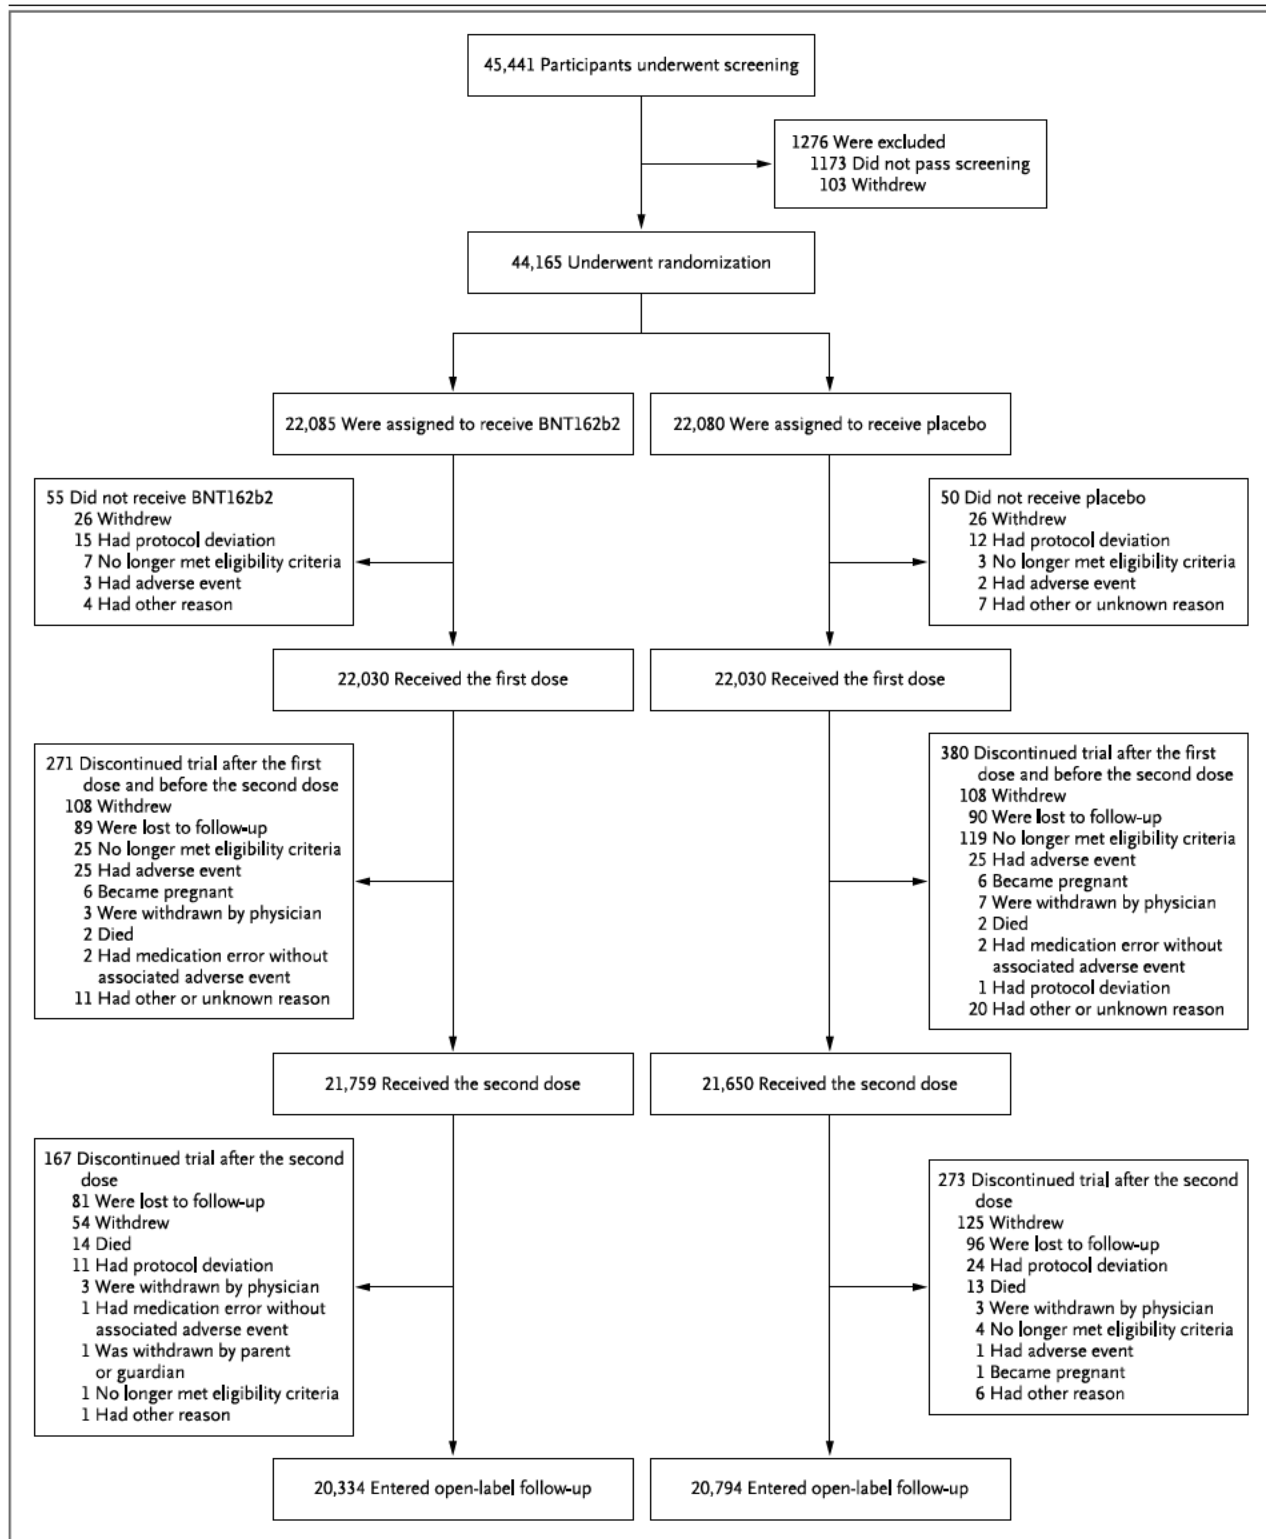 45,441 Participants underwent screening
1276 Were excluded
1173 Did not pass screening
103 Withdrew
44,165 Underwent randomization
22,085 Were assigned to receive BNT162b2
22,080 Were assigned to receive placebo
55 Did not receive BNT162b2
26 Withdrew
15 Had protocol deviation
7 No longer met eligibility criteria
3 Had adverse event
4 Had other reason
50 Did not receive placebo
26 Withdrew
12 Had protocol deviation
3 No longer met eligibility criteria
2 Had adverse event
7 Had other or unknown reason
22,030 Received the first dose
22,030 Received the first dose
271 Discontinued trial after the first
dose and before the second dose
108 Withdrew
89 Were lost to follow-up
25 No longer met eligibility criteria
25 Had adverse event
6 Became pregnant
3 Were withdrawn by physician
2 Died
2 Had medication error without
associated adverse event
11 Had other or unknown reason
380 Discontinued trial after the first
dose and before the second dose
108 Withdrew
90 Were lost to follow-up
119 No longer met eligibility criteria
25 Had adverse event
6 Became pregnant
7 Were withdrawn by physician
2 Died
2 Had medication error without
associated adverse event
1 Had protocol deviation
20 Had other or unknown reason
21,759 Received the second dose
21,650 Received the second dose
167 Discontinued trial after the second
dose
81 Were lost to follow-up
54 Withdrew
14 Died
11 Had protocol deviation
3 Were withdrawn by physician
1 Had medication error without
associated adverse event
1 Was withdrawn by parent
or guardian
1 No longer met eligibility criteria
1 Had other reason
273 Discontinued trial after the second
dose
125 Withdrew
96 Were lost to follow-up
24 Had protocol deviation
13 Died
3 Were withdrawn by physician
4 No longer met eligibility criteria
1 Had adverse event
1 Became pregnant
6 Had other reason
20,334 Entered open-label follow-up
20,794 Entered open-label follow-up